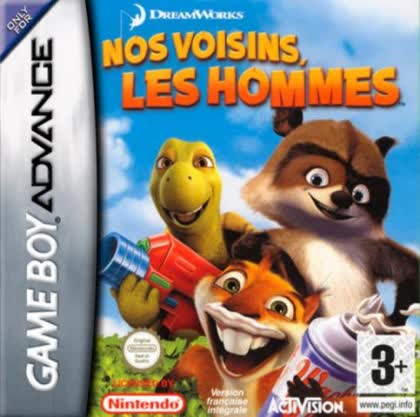 ONLY FOR
GAME BOY ADVANCE
DREAMWORKS
NOS VOISINS,
LES HOMMES
Original
Nintendo
Seal of
Quality
LICENSED BY
Nintendo
Version
française
intégrale
ACTIVISION
3+
www.pegi.info